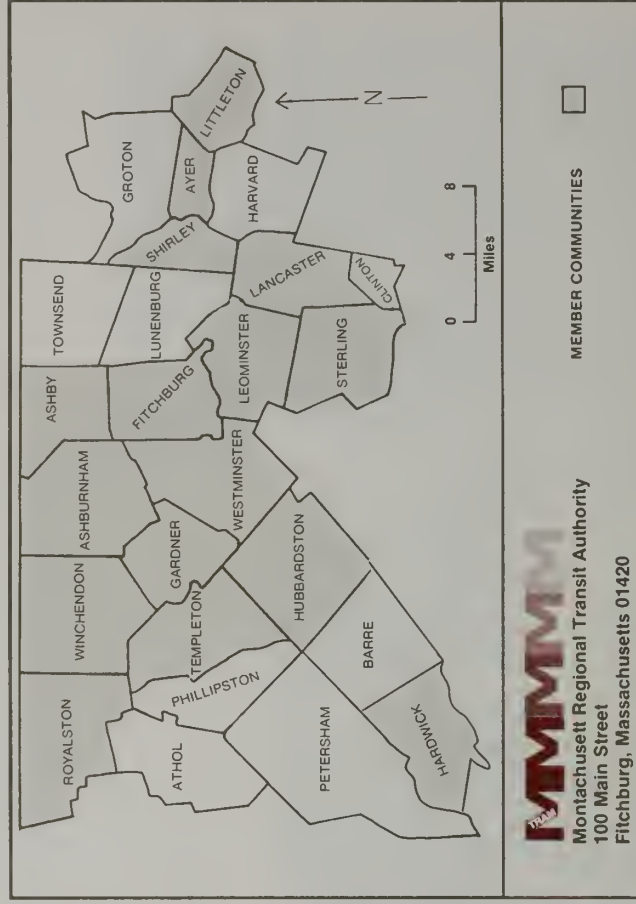 ROYALSTON
WINCHENDON
ASHBURNHAM
ASHBY
TOWNSEND
GROTON
ATHOL
PHILLIPSTON
TEMPLETON
GARDNER
WESTMINSTER
FITCHBURG
LUNENBURG
SHIRLEY
AYER
LITTLETON
PETERSHAM
HUBBARDSTON
LEOMINSTER
LANCASTER
HARVARD
BARRE
HARDWICK
STERLING
CLINTON
N
0 4 8
Miles
MEMBER COMMUNITIES
TRAM
MMMM
Montachusett Regional Transit Authority
100 Main Street
Fitchburg, Massachusetts 01420